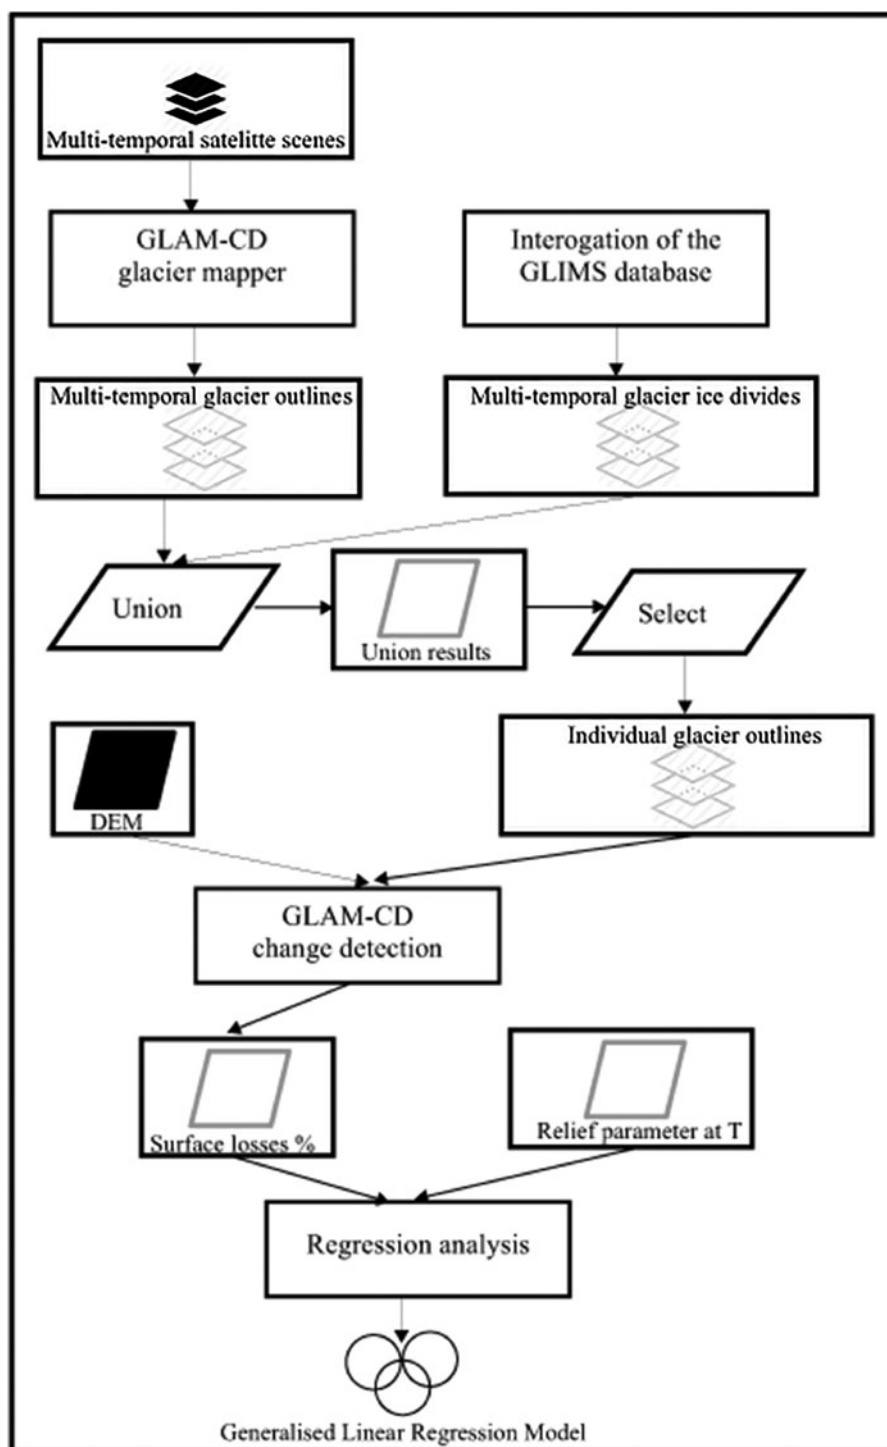 Multi-temporal satelitte scenes
GLAM-CD
glacier mapper
Interogation of the
GLIMS database
Multi-temporal glacier outlines
Multi-temporal glacier ice divides
Union
Union results
Select
Individual glacier outlines
DEM
GLAM-CD
change detection
Surface losses %
Relief parameter at T
Regression analysis
Generalised Linear Regression Model